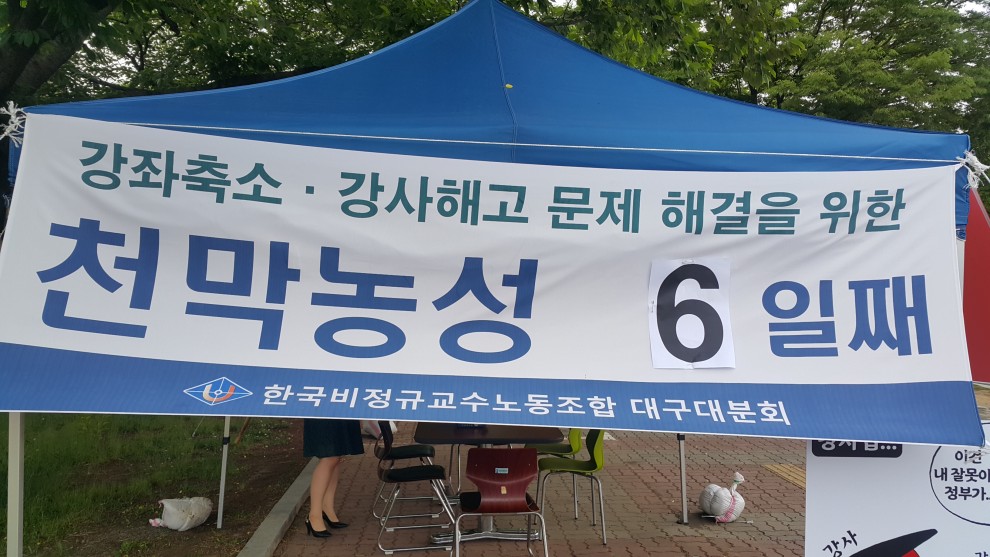 강좌축소 · 강사해고 문제 해결을 위한
천막농성 6 일째
한국비정규교수노동조합 대구대분회
이건
내 잘못이
정부가...
강사